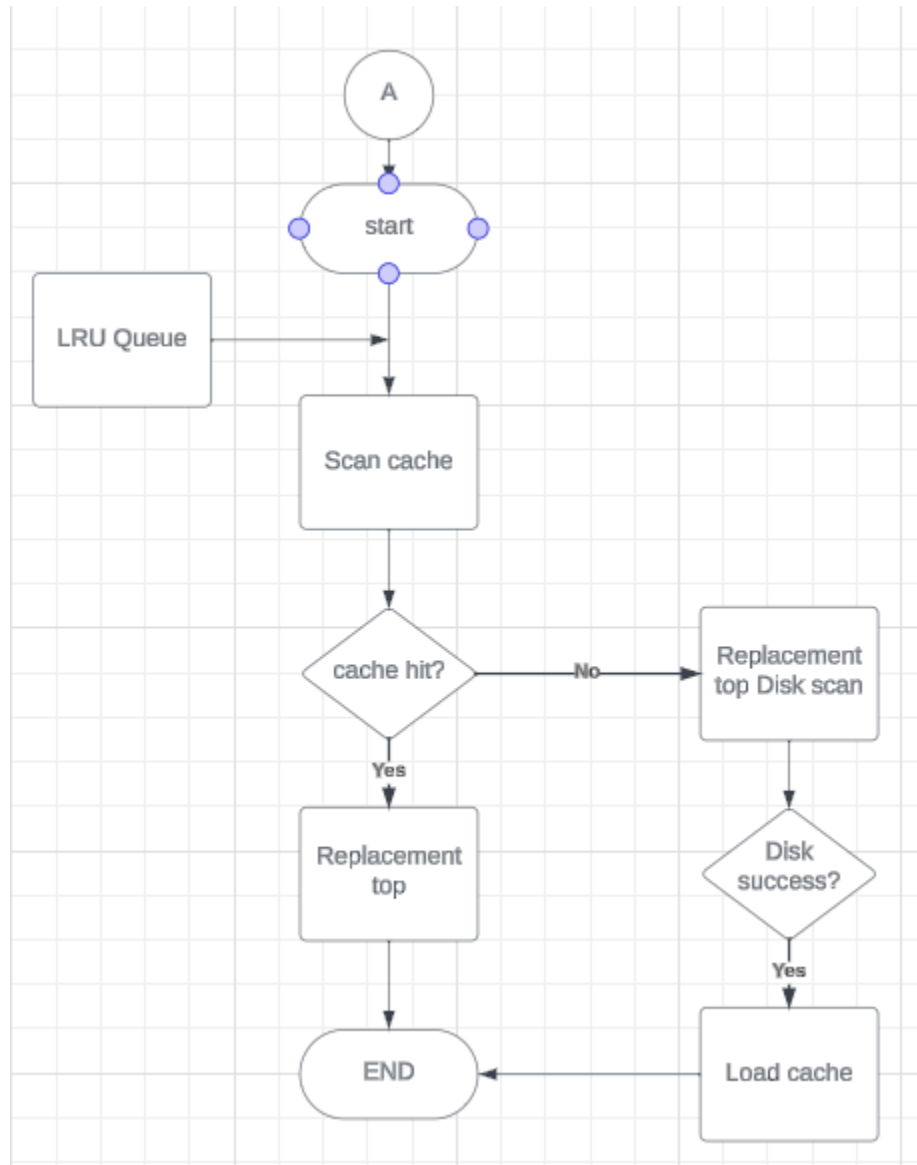 A
start
LRU Queue
Scan cache
cache hit?
No
Replacement
top Disk scan
Yes
Replacement
top
Disk
success?
Yes
END
Load cache